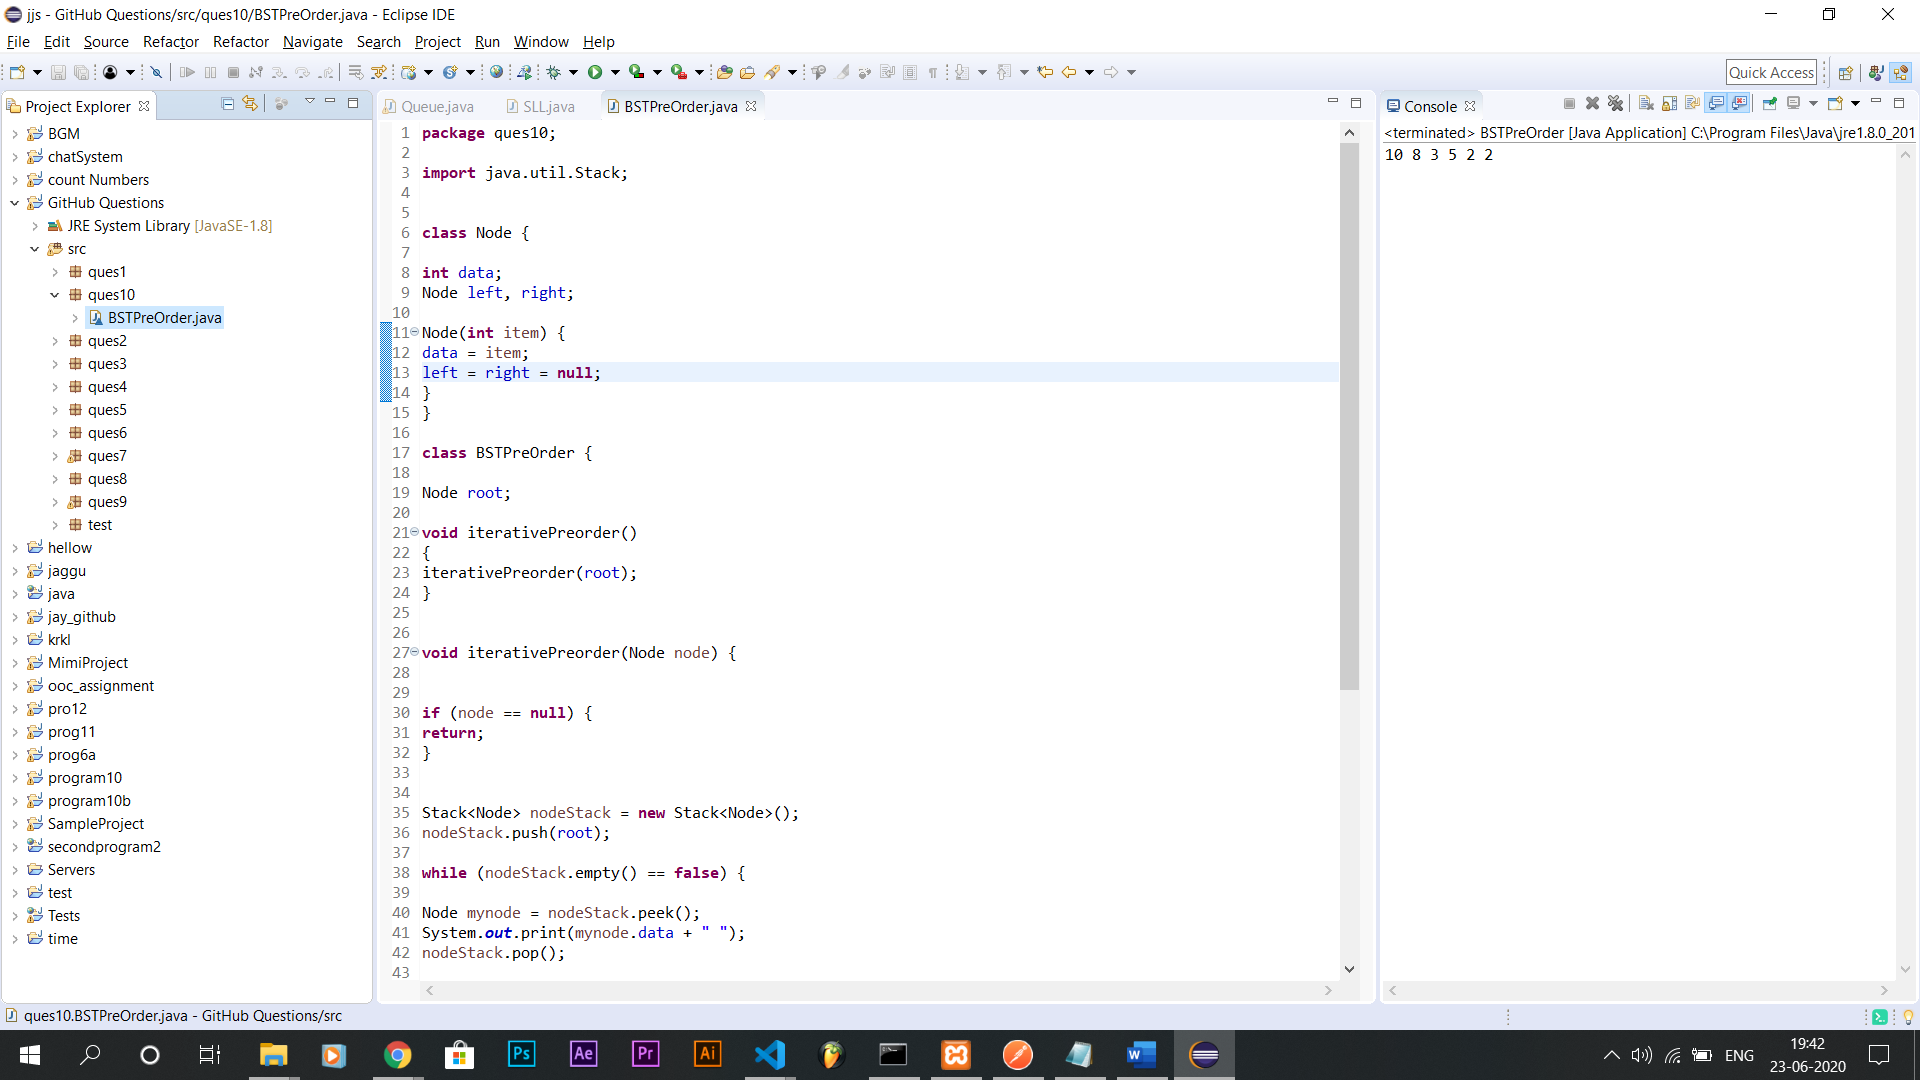 jjs - GitHub Questions/src/ques10/BSTPreOrder.java - Eclipse IDE
File Edit Source Refactor Refactor Navigate Search Project Run Window Help
Quick Access
Project Explorer
BGM
chatSystem
count Numbers
GitHub Questions
JRE System Library [JavaSE-1.8]
src
ques1
ques10
BSTPreOrder.java
ques2
ques3
ques4
ques5
ques6
ques7
ques8
ques9
test
hellow
jaggu
java
jay_github
krkl
MimiProject
ooc_assignment
pro12
prog11
prog6a
program10
program10b
SampleProject
secondprogram2
Servers
test
Tests
time
Queue.java SLL.java BSTPreOrder.java
1 package ques10;
2
3 import java.util.Stack;
4
5
6 class Node {
7
8 int data;
9 Node left, right;
10
11 Node(int item) {
12 data = item;
13 left = right = null;
14 }
15 }
16
17 class BSTPreOrder {
18
19 Node root;
20
21 void iterativePreorder()
22 {
23 iterativePreorder(root);
24 }
25
26
27 void iterativePreorder(Node node) {
28
29
30 if (node == null) {
31 return;
32 }
33
34
35 Stack<Node> nodeStack = new Stack<Node>();
36 nodeStack.push(root);
37
38 while (nodeStack.empty() == false) {
39
40 Node mynode = nodeStack.peek();
41 System.out.print(mynode.data + " ");
42 nodeStack.pop();
43
Console
<terminated> BSTPreOrder [Java Application] C:\Program Files\Java\jre1.8.0_201
10 8 3 5 2 2
ques10.BSTPreOrder.java - GitHub Questions/src
Ps Ae Pr Ai
ENG
19:42
23-06-2020